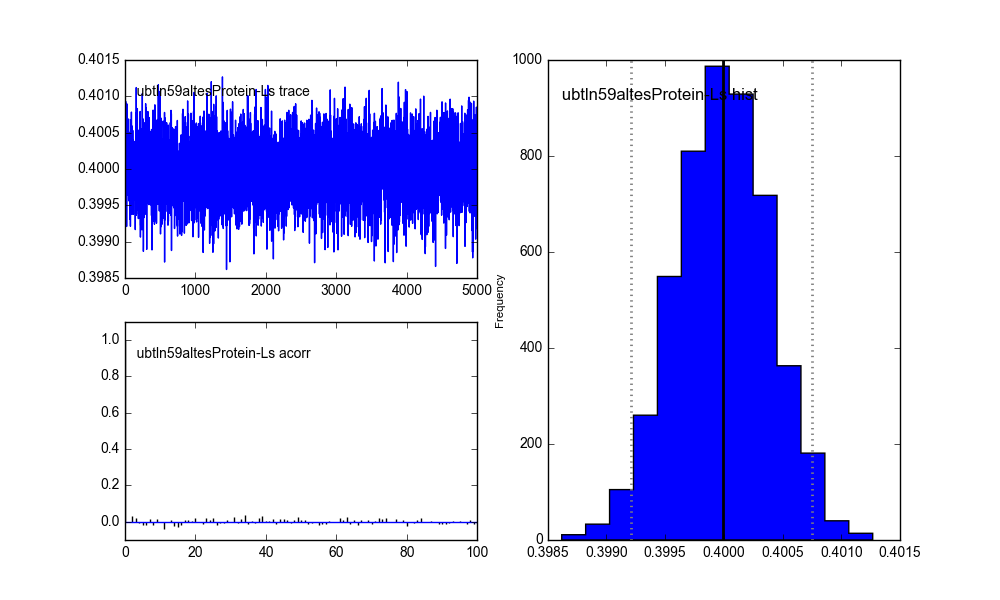 0.4015
0.4010
0.4005
0.4000
0.3995
0.3990
0.3985
ubtln59altesProtein-Ls trace
0 1000 2000 3000 4000 5000
1.0
0.8
0.6
0.4
0.2
0.0
ubtln59altesProtein-Ls acorr
0 20 40 60 80 100
Frequency
1000
800
600
400
200
0
ubtln59altesProtein-Ls hist
0.3985 0.3990 0.3995 0.4000 0.4005 0.4010 0.4015